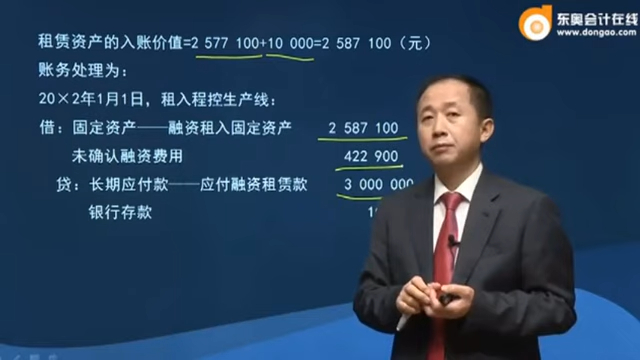 东奥会计在线
www.dongao.com
租赁资产的入账价值=2 577 100+10 000=2 587 100（元）
账务处理为：
20×2年1月1日，租入程控生产线：
借：固定资产——融资租入固定资产 2 587 100
未确认融资费用 422 900
贷：长期应付款——应付融资租赁款 3 000 000
银行存款